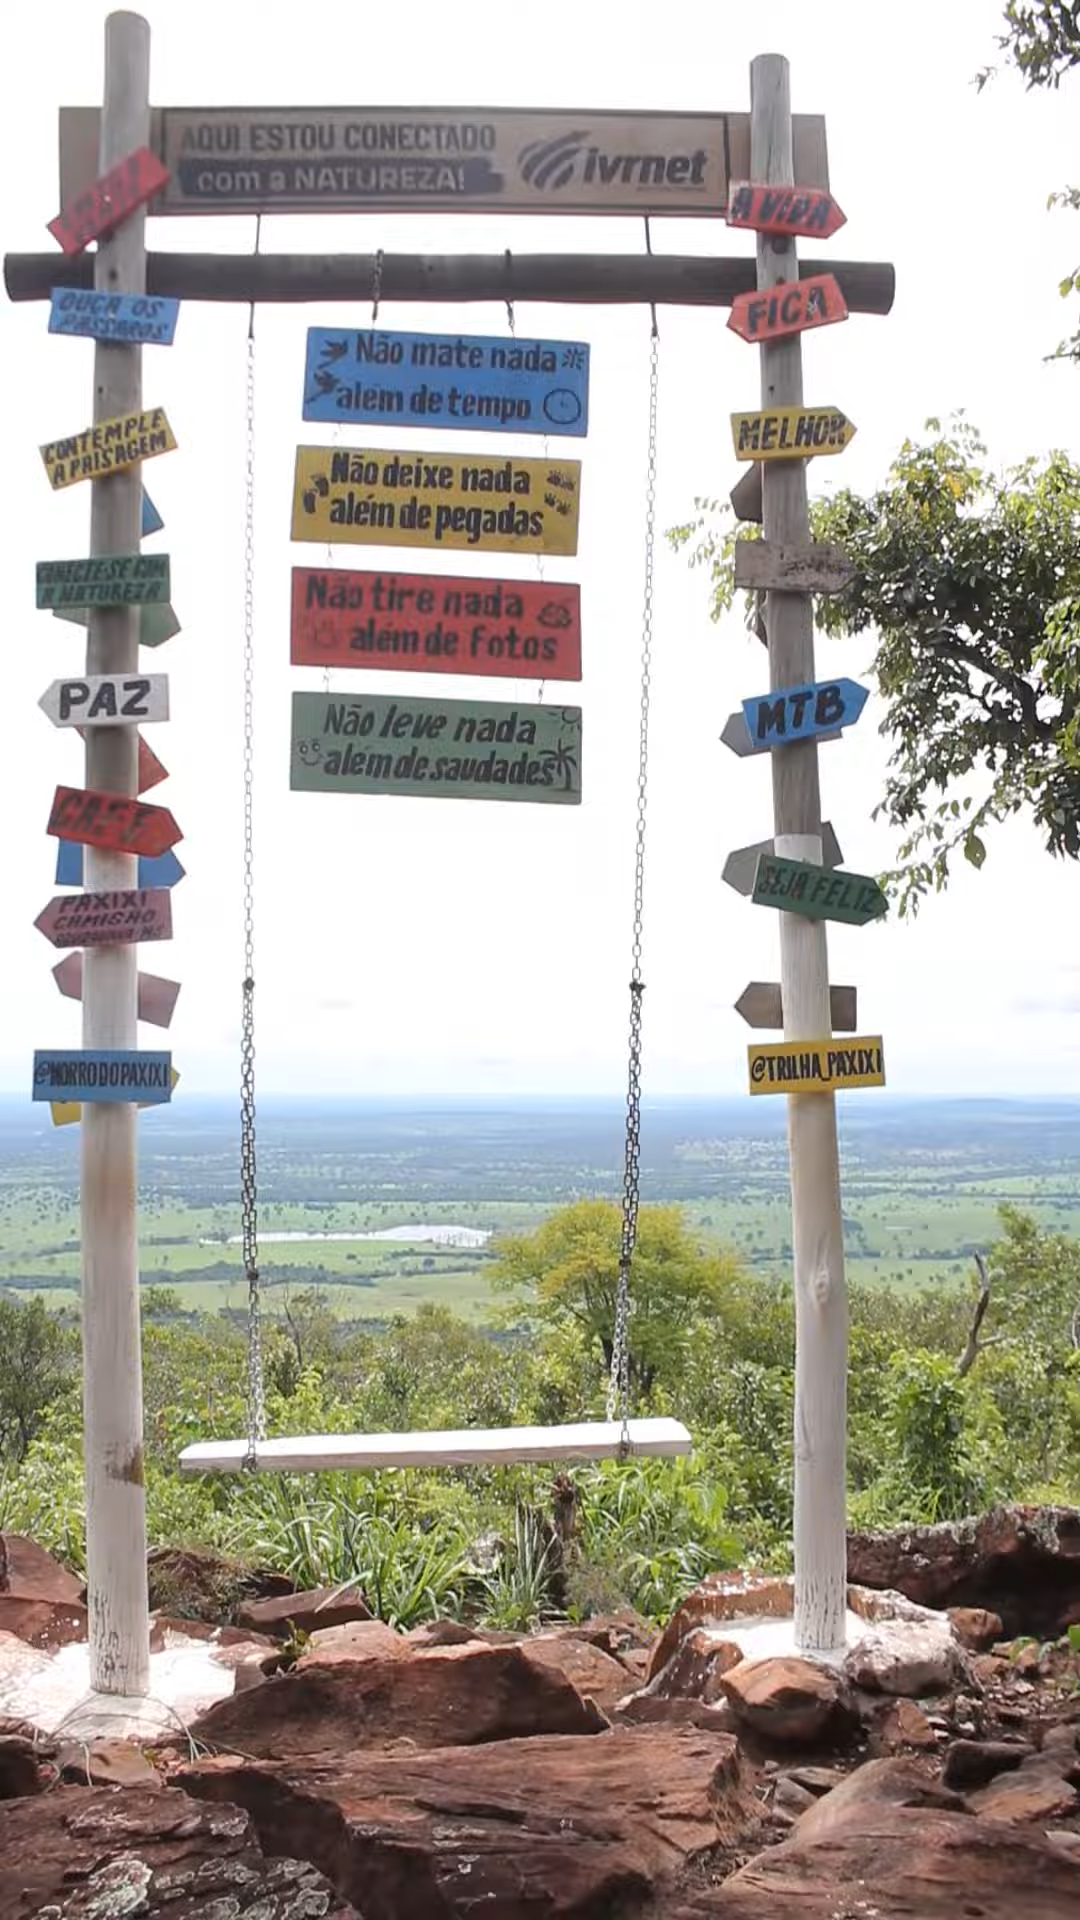 AQUI ESTOU CONECTADO
com a NATUREZA!
ivrnet
OUÇA OS
PÁSSAROS
CONTEMPLE
A PAISAGEM
CONECTE-SE COM
A NATUREZA
PAZ
CAFÉ
PAXIXI
CAMISÃO
@MORRODOPAXIXI
Não mate nada
além de tempo
Não deixe nada
além de pegadas
Não tire nada
além de fotos
Não leve nada
além de saudades
A VIDA
FICA
MELHOR
MTB
SEJA FELIZ
@TRILHA_PAXIXI